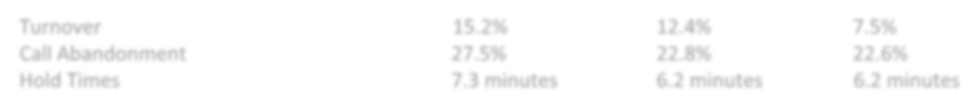 Turnover 15.2% 12.4% 7.5%
Call Abandonment 27.5% 22.8% 22.6%
Hold Times 7.3 minutes 6.2 minutes 6.2 minutes